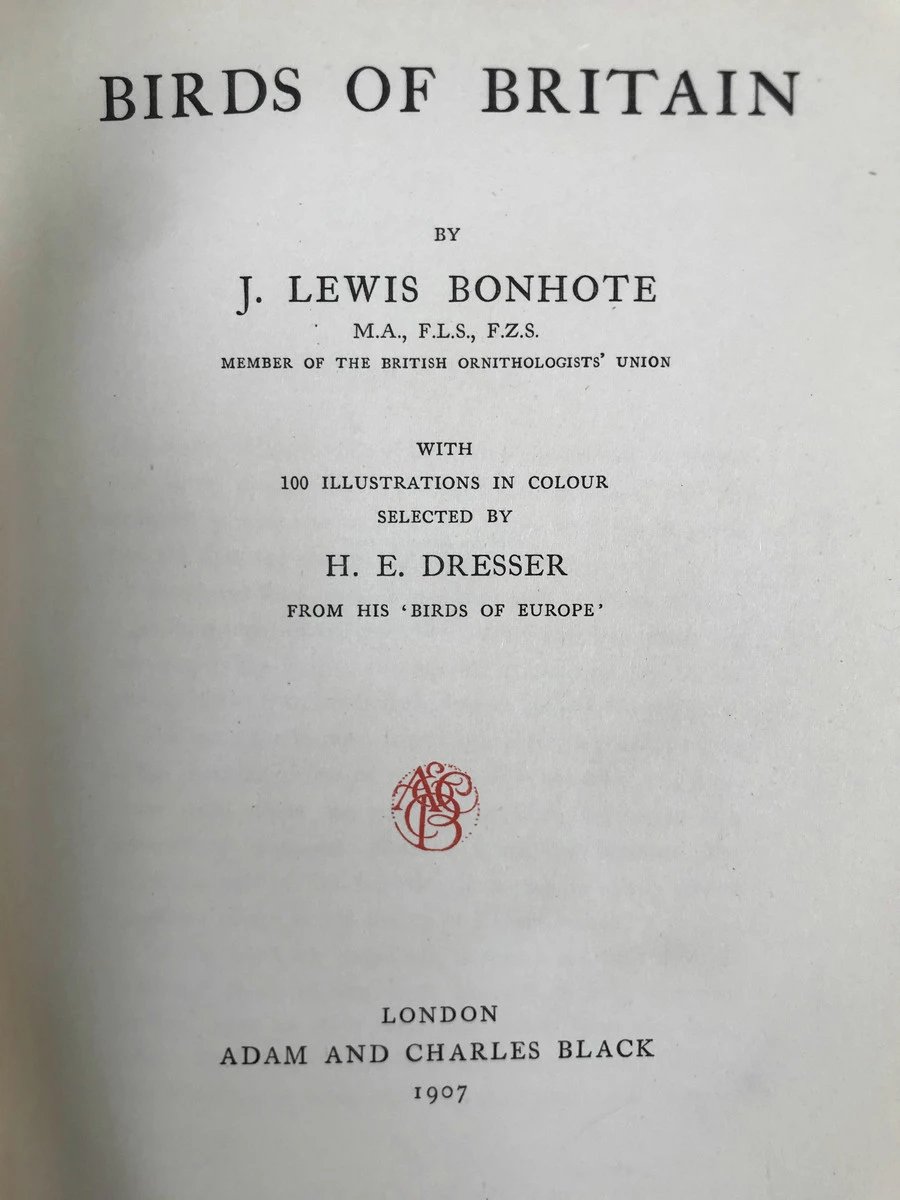 BIRDS OF BRITAIN
BY
J. LEWIS BONHOTE
M.A., F.L.S., F.Z.S.
MEMBER OF THE BRITISH ORNITHOLOGISTS' UNION
WITH
100 ILLUSTRATIONS IN COLOUR
SELECTED BY
H. E. DRESSER
FROM HIS ‘BIRDS OF EUROPE’
A&CB
LONDON
ADAM AND CHARLES BLACK
1907